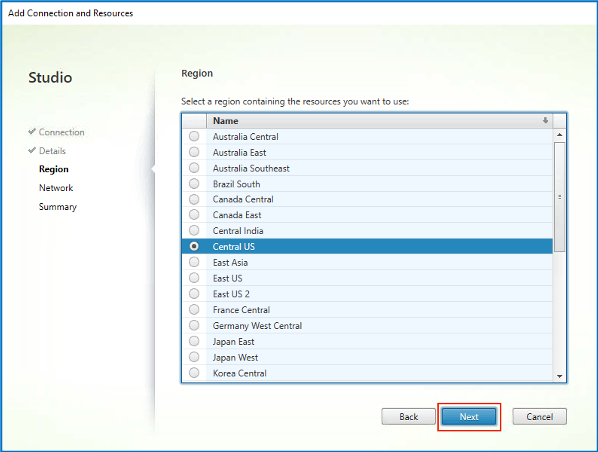 Add Connection and Resources
Studio
Connection
Details
Region
Network
Summary
Region
Select a region containing the resources you want to use:
Name
Australia Central
Australia East
Australia Southeast
Brazil South
Canada Central
Canada East
Central India
Central US
East Asia
East US
East US 2
France Central
Germany West Central
Japan East
Japan West
Korea Central
Back
Next
Cancel